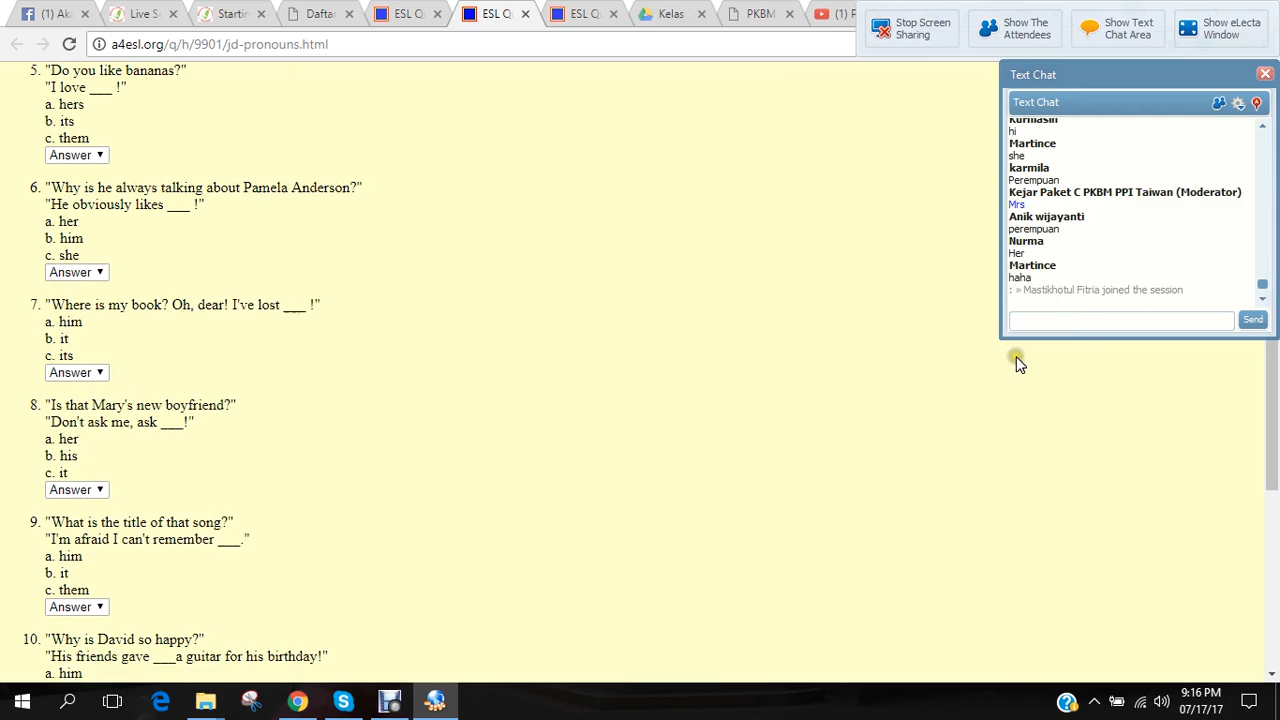 (1) Ak
Live S
Startin
Daftar
ESL Q
ESL Q
ESL Q
Kelas
PKBM
(1) P
a4esl.org/q/h/9901/jd-pronouns.html
Stop Screen
Sharing
Show The
Attendees
Show Text
Chat Area
Show eLecta
Window
5. "Do you like bananas?"
"I love ___ !"
a. hers
b. its
c. them
Answer
6. "Why is he always talking about Pamela Anderson?"
"He obviously likes ___ !"
a. her
b. him
c. she
Answer
7. "Where is my book? Oh, dear! I've lost ___ !"
a. him
b. it
c. its
Answer
8. "Is that Mary's new boyfriend?"
"Don't ask me, ask ___!"
a. her
b. his
c. it
Answer
9. "What is the title of that song?"
"I'm afraid I can't remember ___."
a. him
b. it
c. them
Answer
10. "Why is David so happy?"
"His friends gave ___a guitar for his birthday!"
a. him
Text Chat
Text Chat
Kurniasih
hi
Martince
she
karmila
Perempuan
Kejar Paket C PKBM PPI Taiwan (Moderator)
Mrs
Anik wijayanti
perempuan
Nurma
Her
Martince
haha
: » Mastikhotul Fitria joined the session
Send
9:16 PM
07/17/17